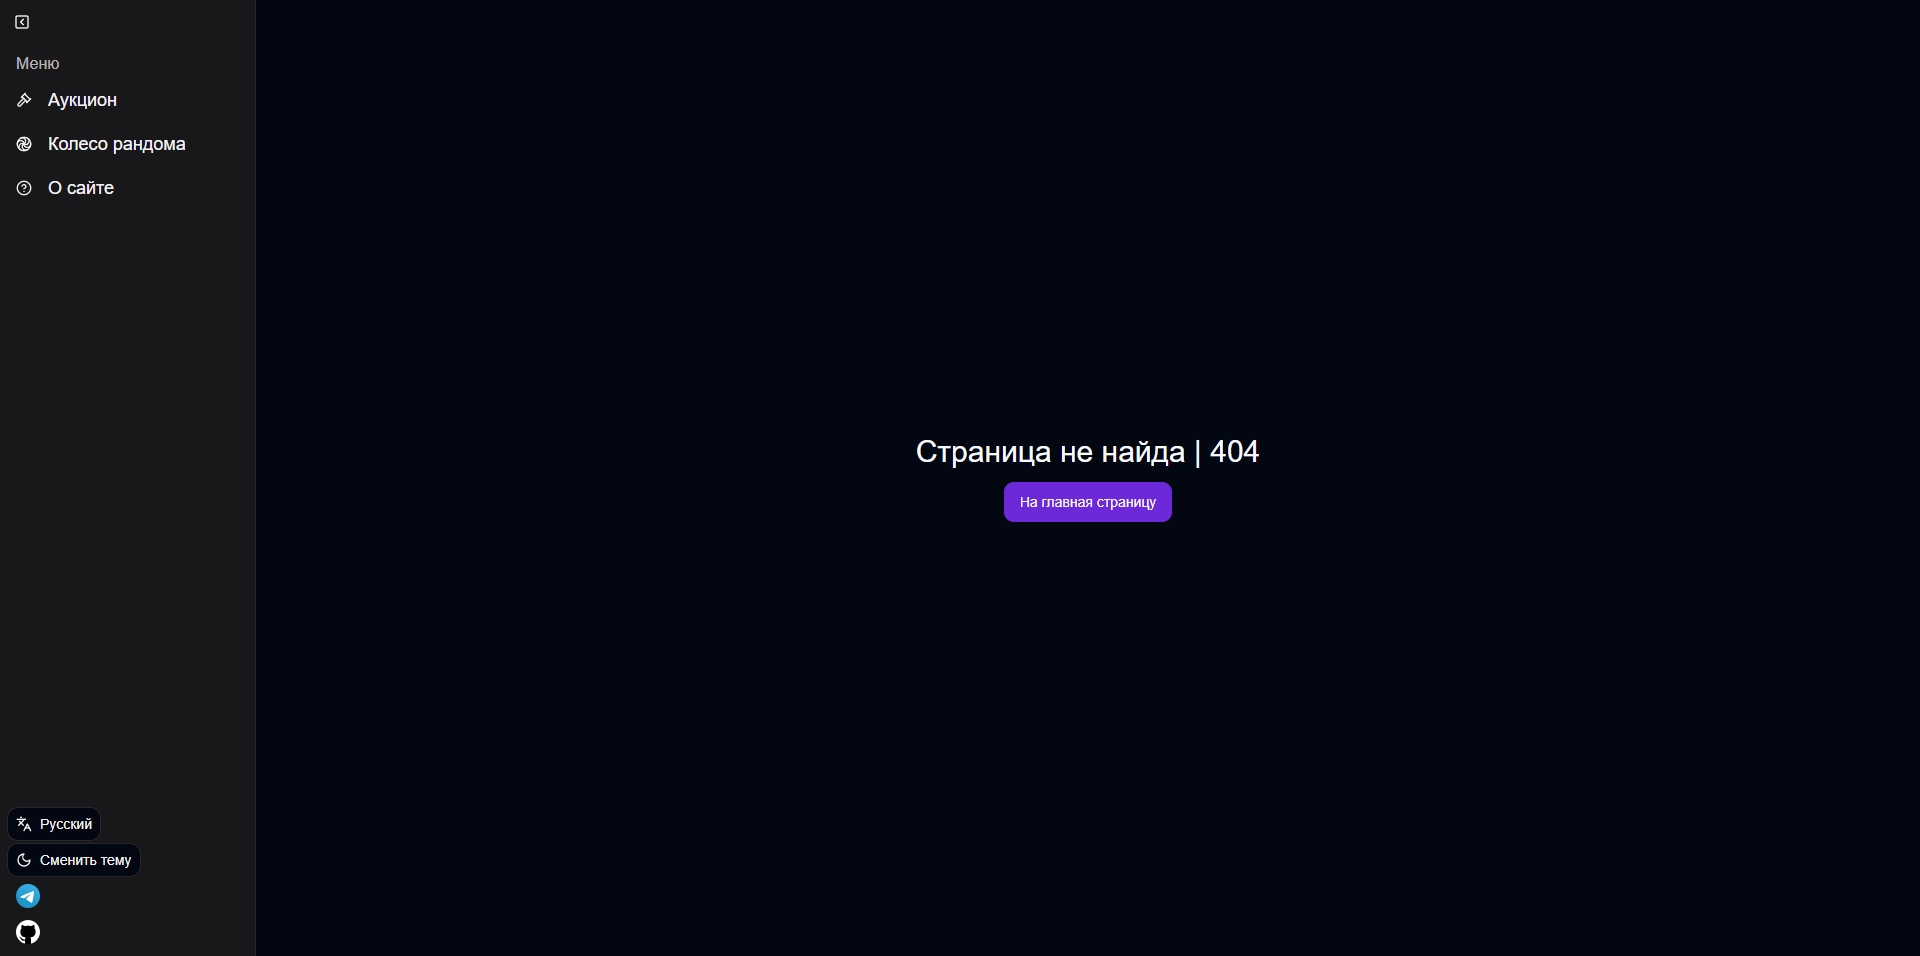 Меню
Аукцион
Колесо рандома
О сайте
Страница не найда | 404
На главная страницу
Русский
Сменить тему